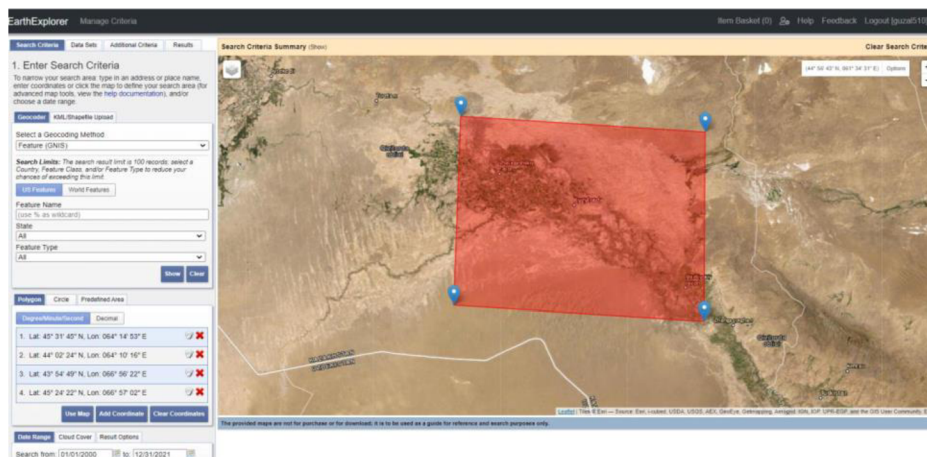 EarthExplorer Manage Criteria
Item Basket (0) Help Feedback Logout [guzal510]
Search Criteria Data Sets Additional Criteria Results
Search Criteria Summary (Show)
Clear Search Crite
1. Enter Search Criteria
To narrow your search area: type in an address or place name,
enter coordinates or click the map to define your search area (for
advanced map tools, view the help documentation), and/or
choose a date range.
Geocoder KML/Shapefile Upload
Select a Geocoding Method
Feature (GNIS)
Search Limits: The search result limit is 100 records; select a
Country, Feature Class, and/or Feature Type to reduce your
chances of exceeding this limit.
US Features World Features
Feature Name
(use % as wildcard)
State
All
Feature Type
All
Show Clear
Polygon Circle Predefined Area
Degree/Minute/Second Decimal
1. Lat: 45° 31' 45" N, Lon: 064° 14' 53" E
2. Lat: 44° 02' 24" N, Lon: 064° 10' 16" E
3. Lat: 43° 54' 49" N, Lon: 066° 56' 22" E
4. Lat: 45° 24' 22" N, Lon: 066° 57' 02" E
Use Map Add Coordinate Clear Coordinates
Date Range Cloud Cover Result Options
Search from: 01/01/2000 to: 12/31/2021
Options
KAZAKHSTAN
UZBEKISTAN
The provided maps are not for purchase or for download; it is to be used as a guide for reference and search purposes only.